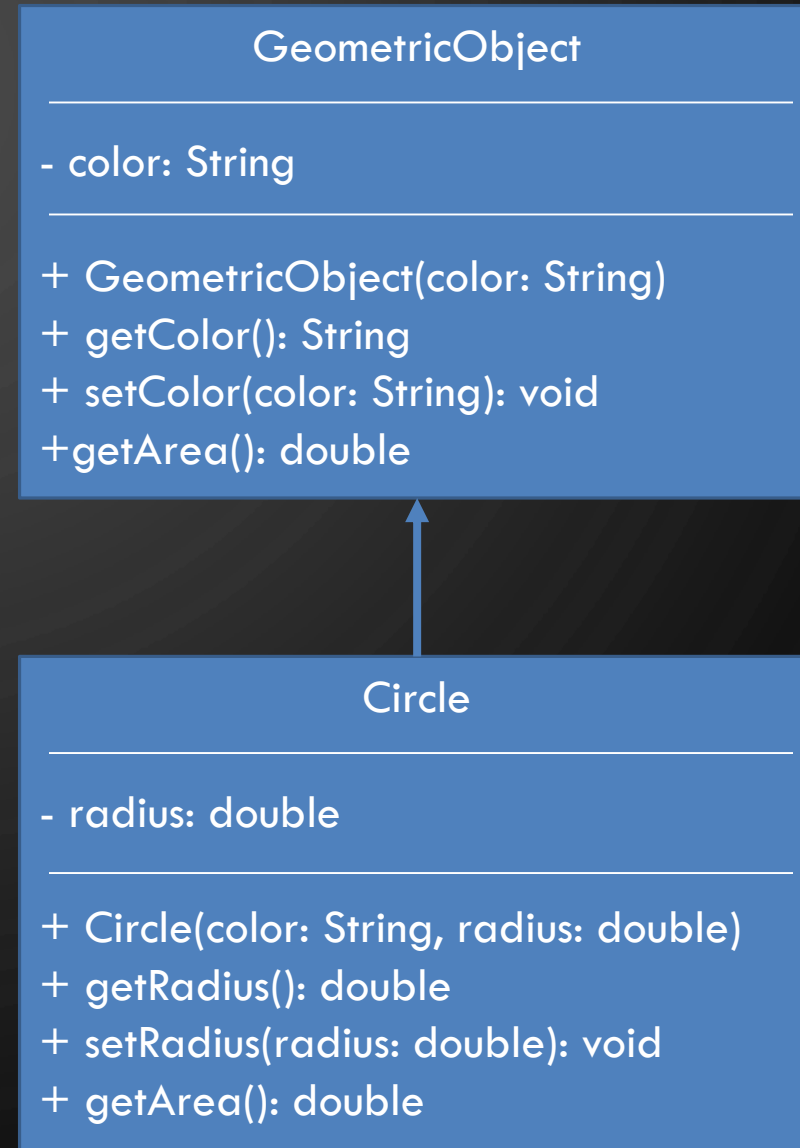 GeometricObject
- color: String
+ GeometricObject(color: String)
+ getColor(): String
+ setColor(color: String): void
+getArea(): double
Circle
- radius: double
+ Circle(color: String, radius: double)
+ getRadius(): double
+ setRadius(radius: double): void
+ getArea(): double